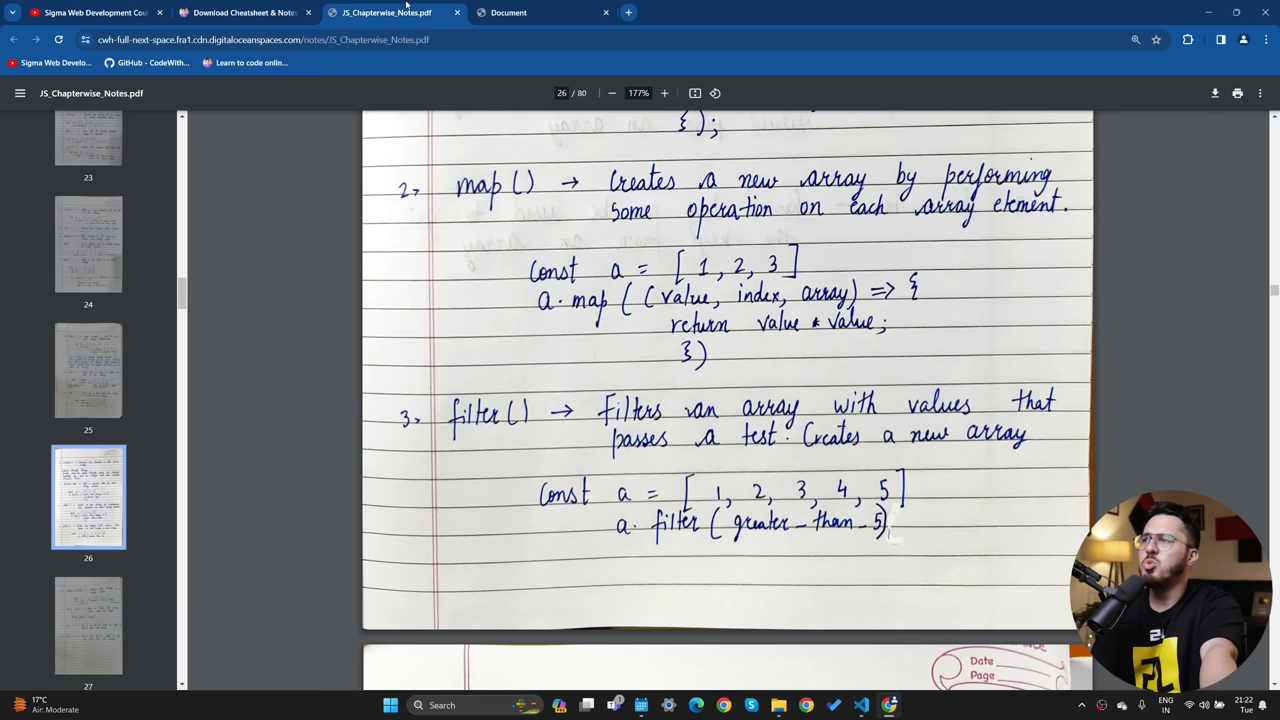 Sigma Web Development Cou
Download Cheatsheet & Notes
JS_Chapterwise_Notes.pdf
Document
cwh-full-next-space.fra1.cdn.digitaloceanspaces.com/notes/JS_Chapterwise_Notes.pdf
Sigma Web Develo...
GitHub - CodeWith...
Learn to code onlin...
JS_Chapterwise_Notes.pdf
26 / 80
177%
23
24
25
26
27
});
2, map () → Creates a new array by performing
some operation on each array element.
Const a = [ 1, 2, 3 ]
a. map ( ( value, index, array) => {
return value * value;
})
3, filter () → Filters an array with values that
passes a test. Creates a new array
Const a = [ 1, 2, 3 4, 5 ]
a. filter ( greater - than - 5)
Date
Page
17°C
Air: Moderate
Search
ENG
IN
21:22
Tue